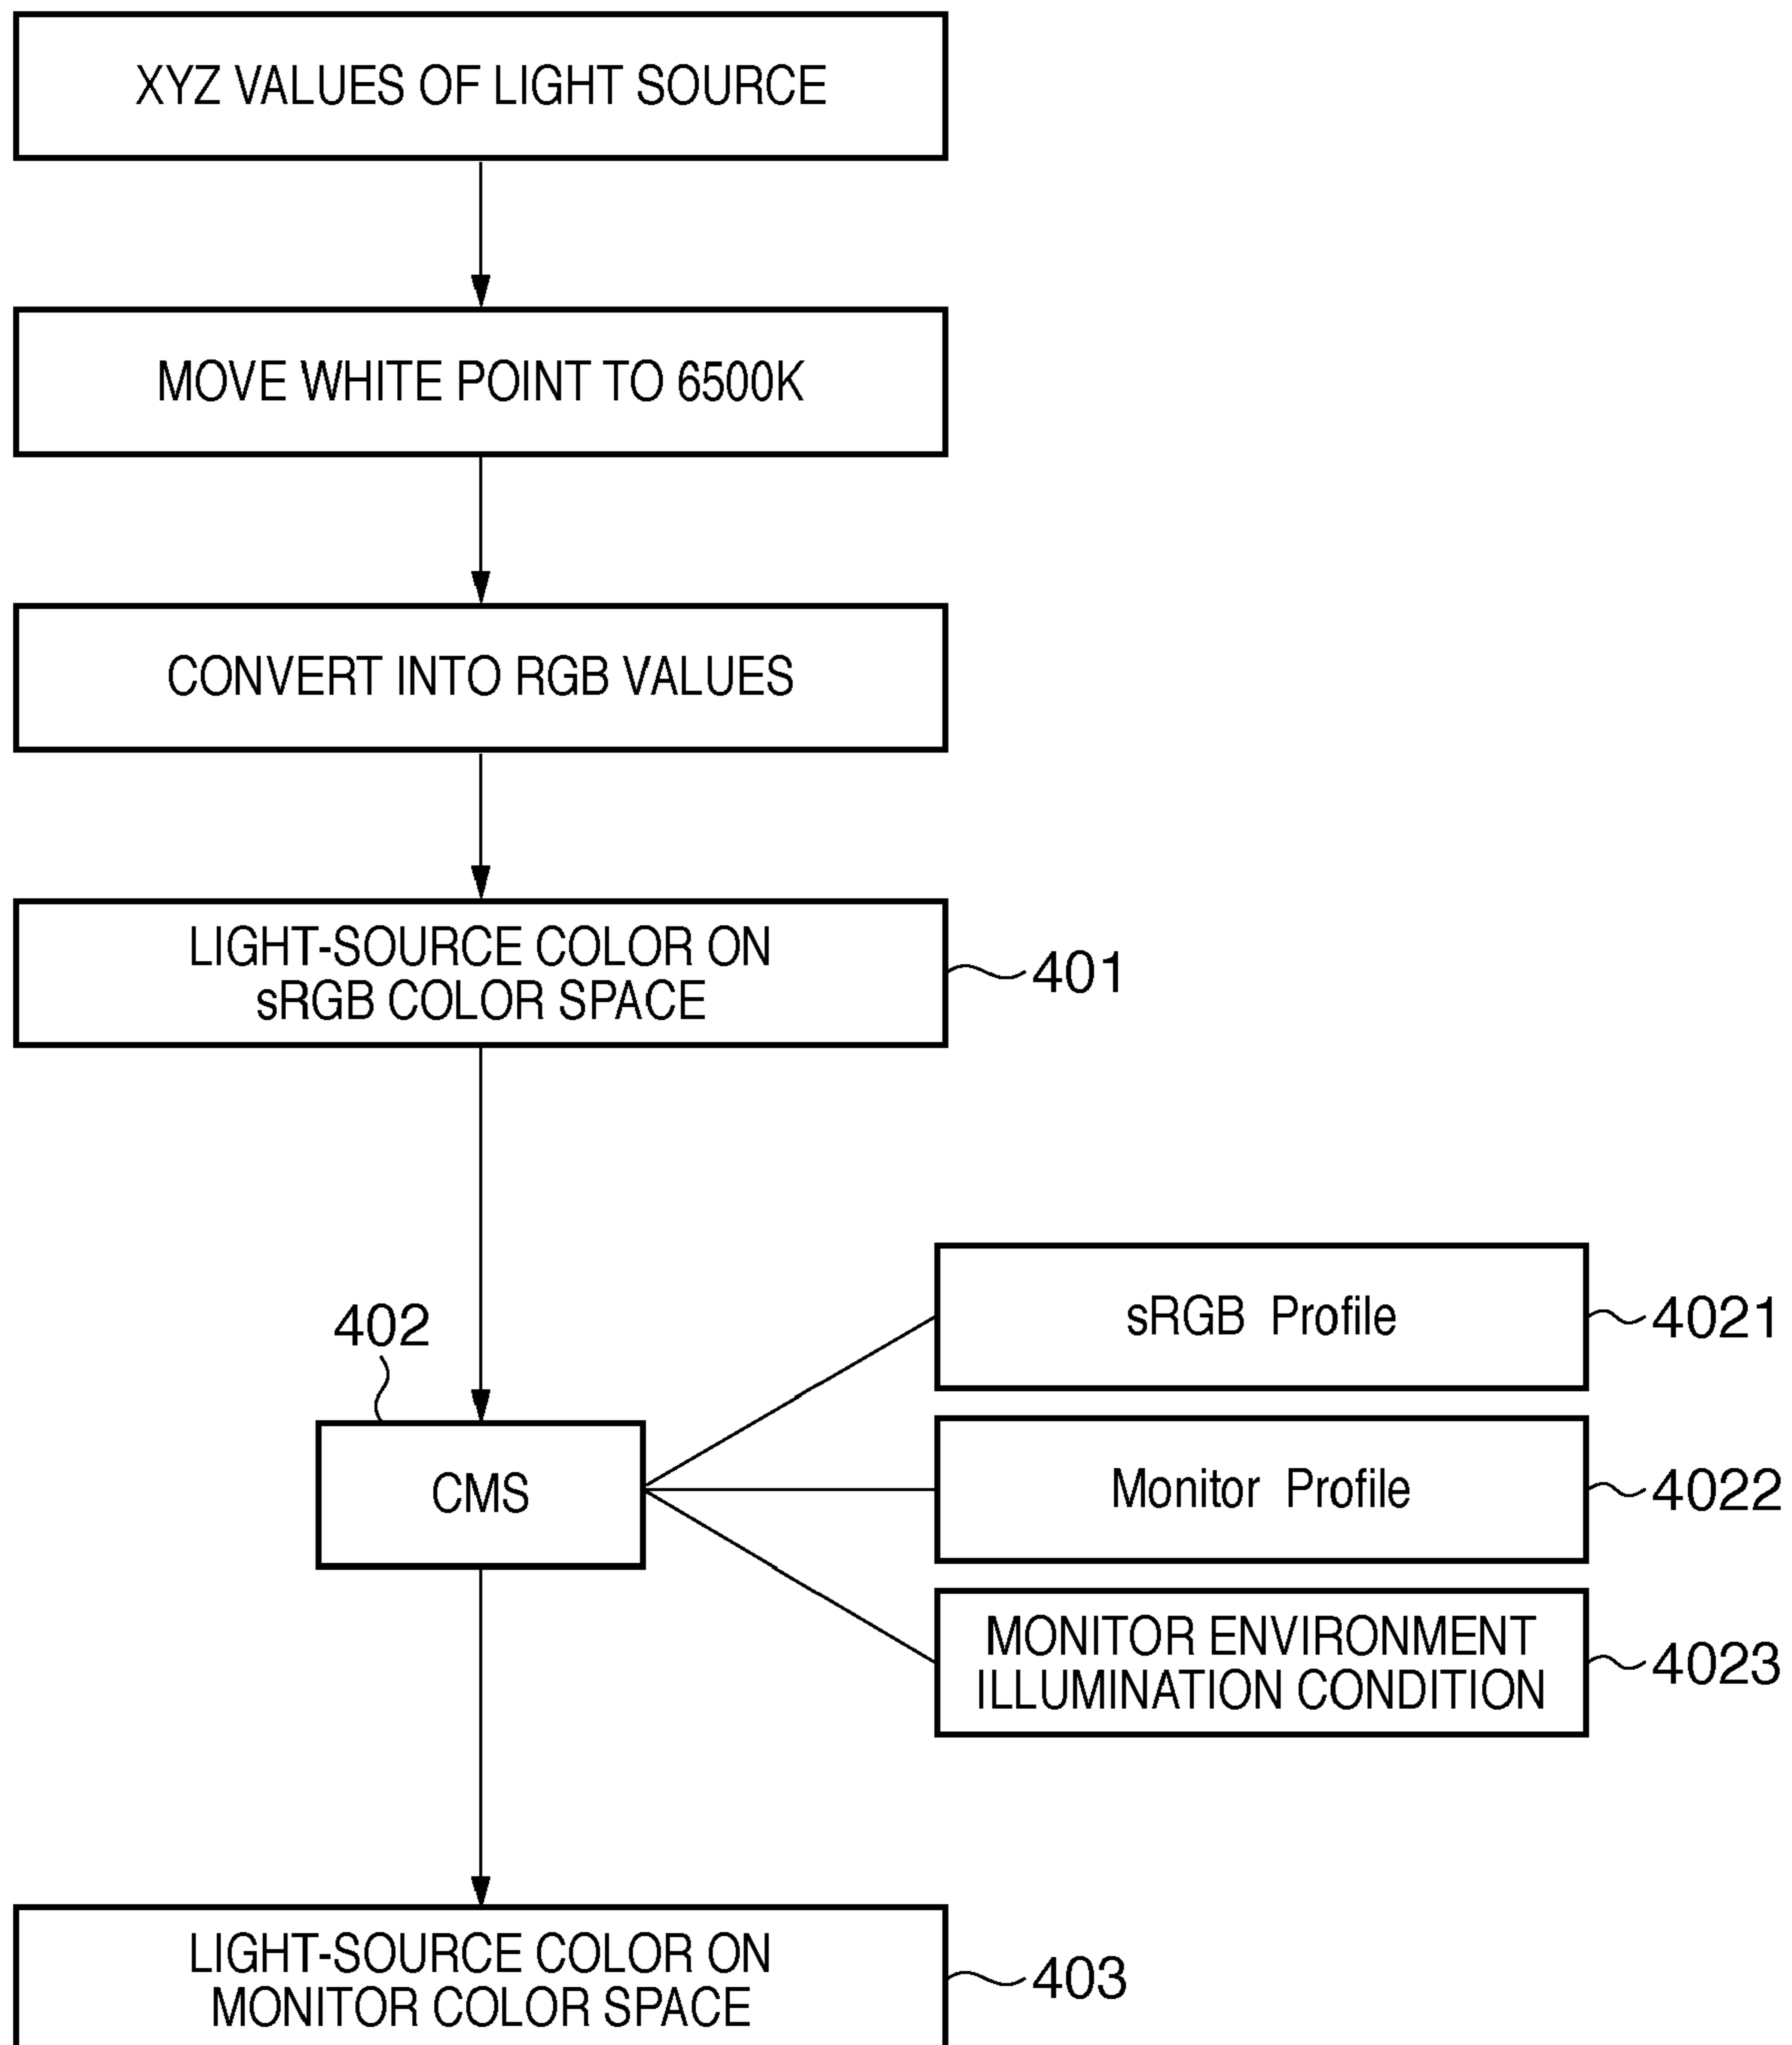 XYZ VALUES OF LIGHT SOURCE
MOVE WHITE POINT TO 6500K
CONVERT INTO RGB VALUES
LIGHT-SOURCE COLOR ON
sRGB COLOR SPACE
401
402
CMS
sRGB Profile
4021
Monitor Profile
4022
MONITOR ENVIRONMENT
ILLUMINATION CONDITION
4023
LIGHT-SOURCE COLOR ON
MONITOR COLOR SPACE
403